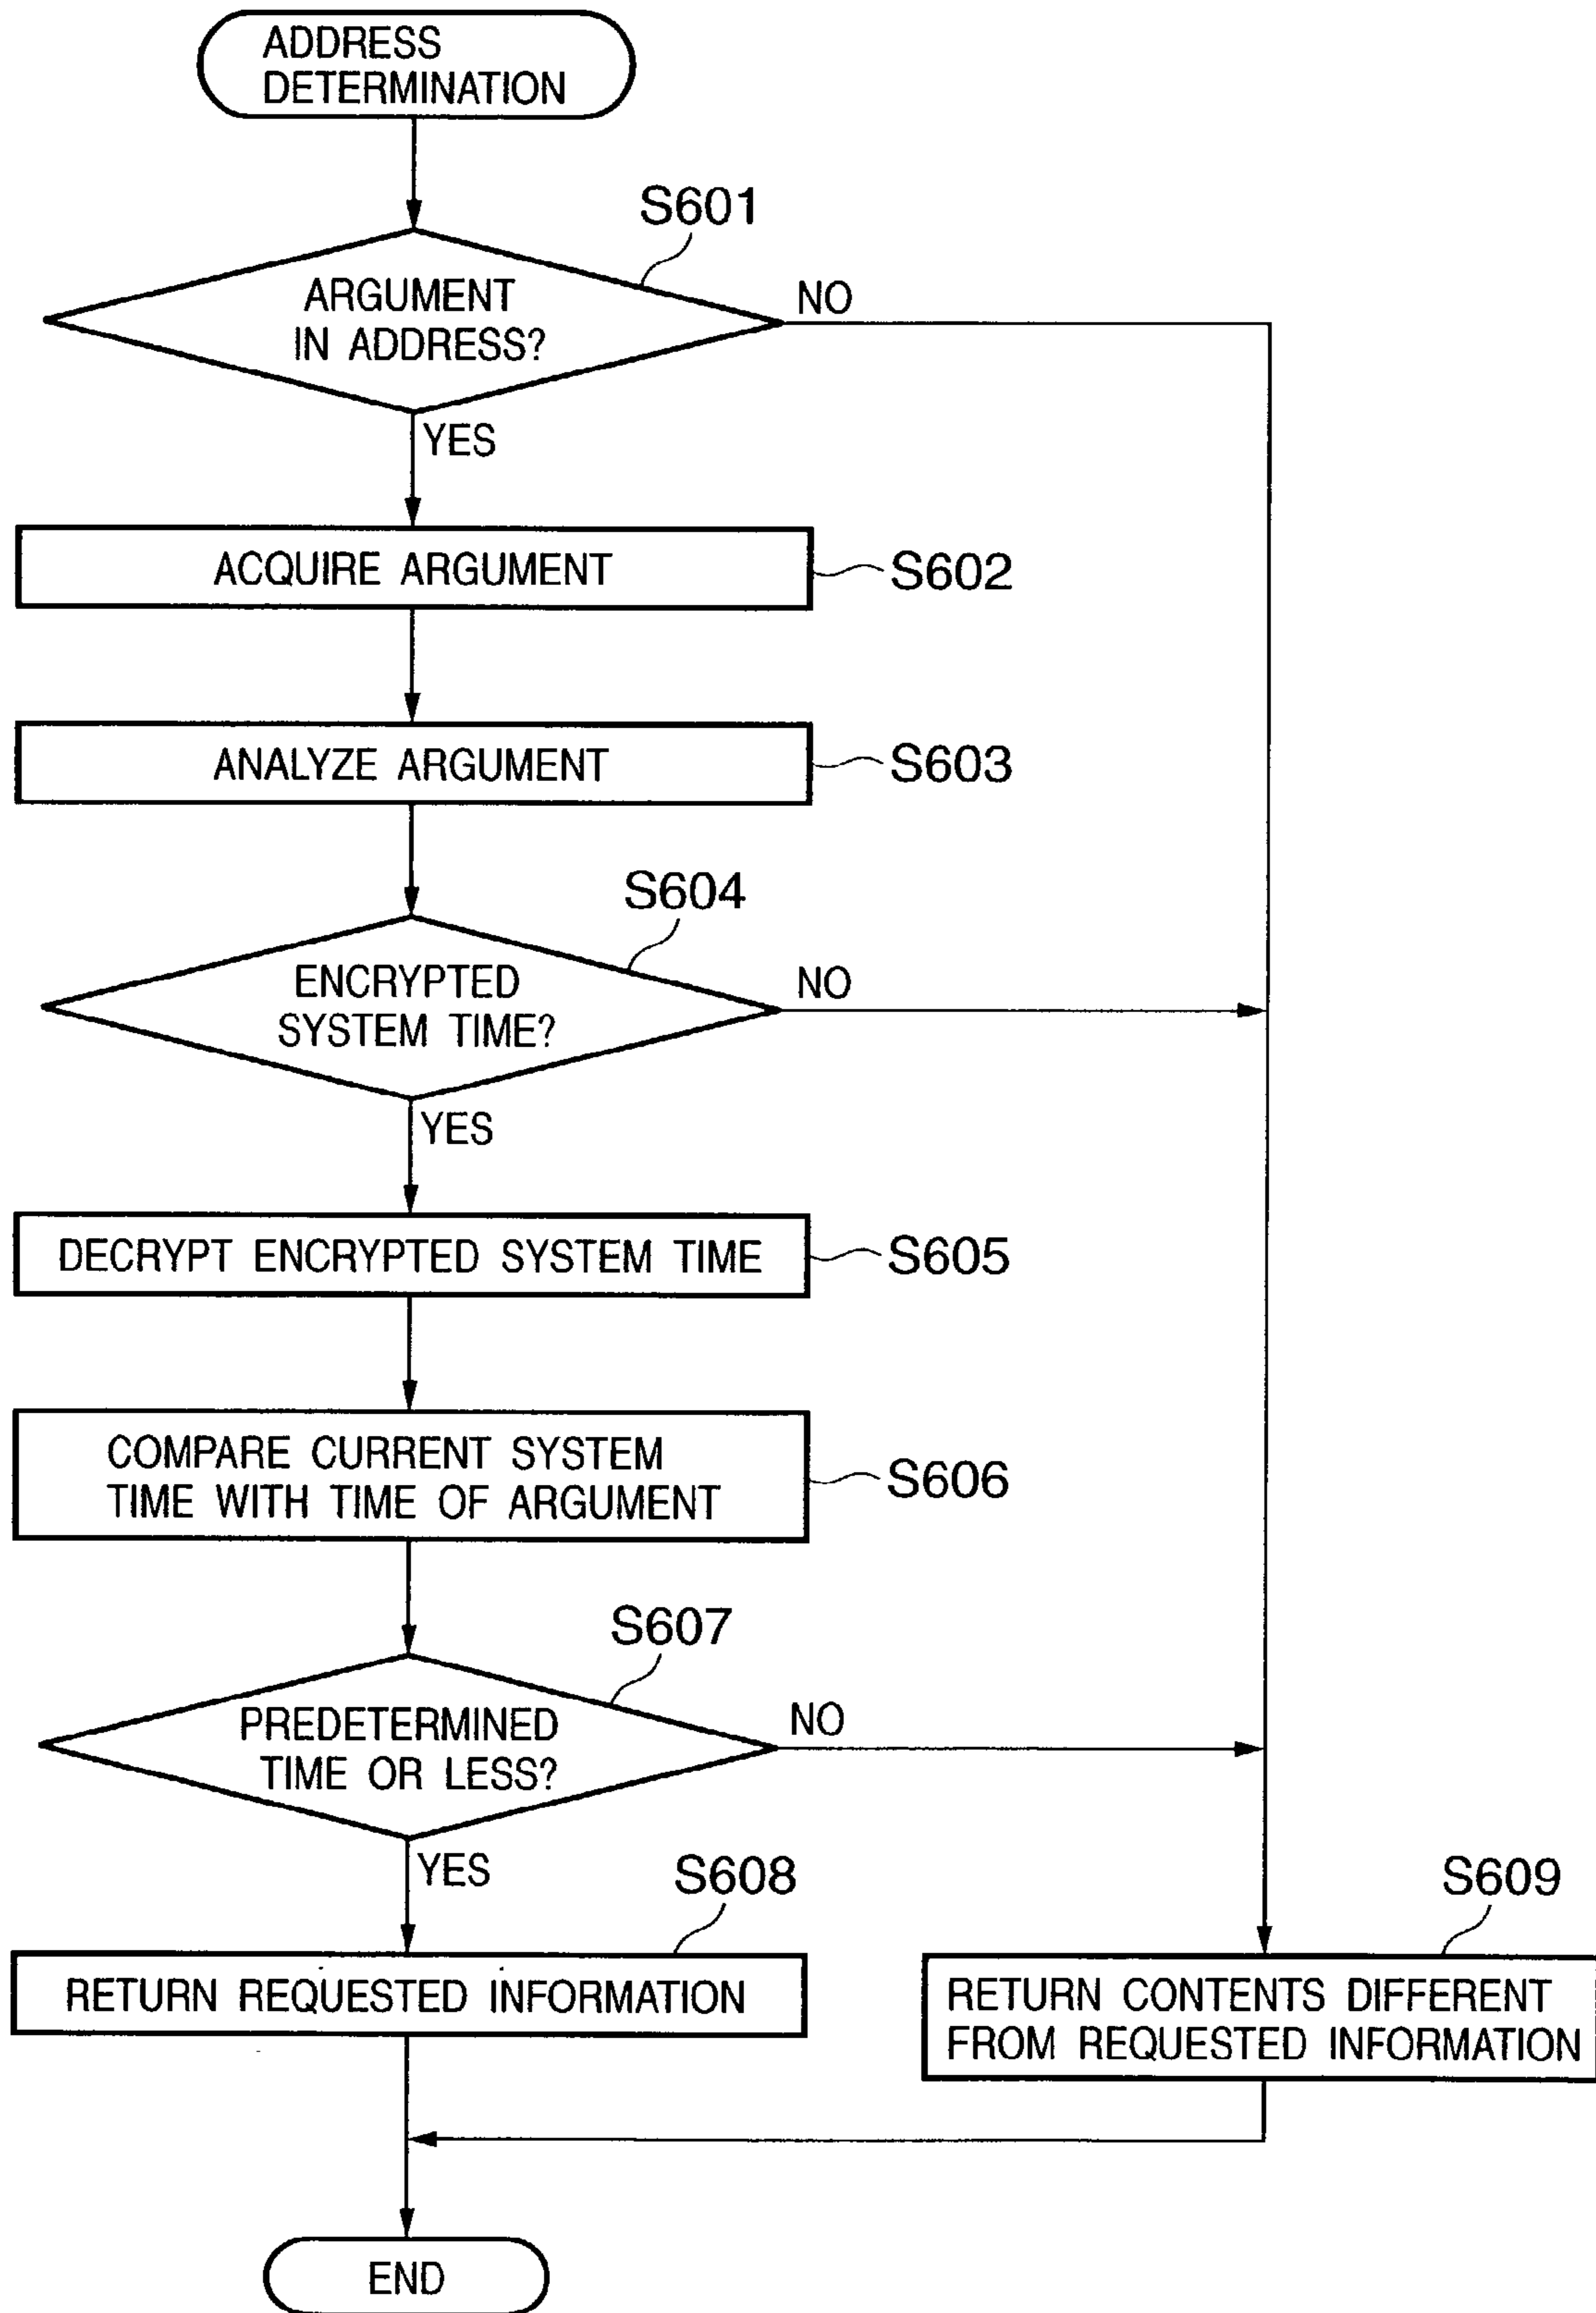 ADDRESS
DETERMINATION
S601
ARGUMENT
IN ADDRESS?
NO
YES
ACQUIRE ARGUMENT
S602
ANALYZE ARGUMENT
S603
S604
ENCRYPTED
SYSTEM TIME?
NO
YES
DECRYPT ENCRYPTED SYSTEM TIME
S605
COMPARE CURRENT SYSTEM
TIME WITH TIME OF ARGUMENT
S606
S607
PREDETERMINED
TIME OR LESS?
NO
YES
S608
RETURN REQUESTED INFORMATION
S609
RETURN CONTENTS DIFFERENT
FROM REQUESTED INFORMATION
END